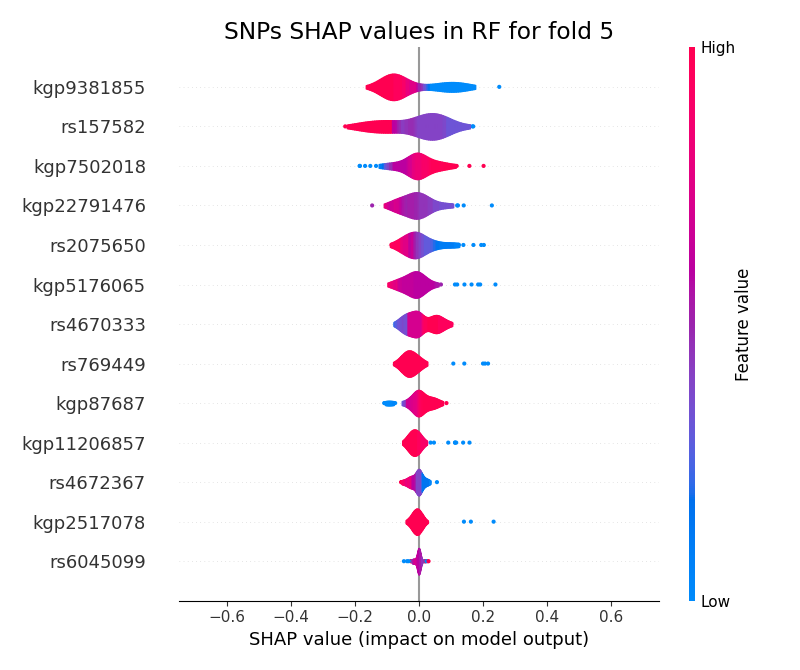 SNPs SHAP values in RF for fold 5
High
kgp9381855
rs157582
kgp7502018
kgp22791476
rs2075650
kgp5176065
rs4670333
rs769449
kgp87687
kgp11206857
rs4672367
kgp2517078
rs6045099
Feature value
Low
−0.6 −0.4 −0.2 0.0 0.2 0.4 0.6
SHAP value (impact on model output)